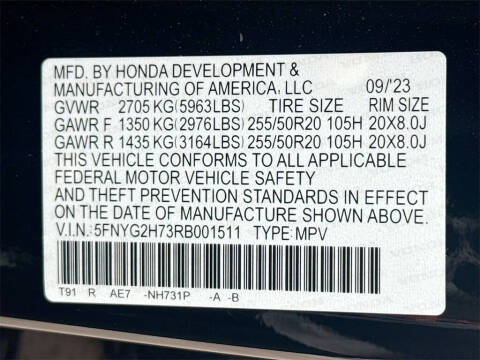 MFD. BY HONDA DEVELOPMENT &
MANUFACTURING OF AMERICA, LLC 09/'23
GVWR 2705 KG(5963LBS) TIRE SIZE RIM SIZE
GAWR F 1350 KG(2976LBS) 255/50R20 105H 20X8.0J
GAWR R 1435 KG(3164LBS) 255/50R20 105H 20X8.0J
THIS VEHICLE CONFORMS TO ALL APPLICABLE
FEDERAL MOTOR VEHICLE SAFETY
AND THEFT PREVENTION STANDARDS IN EFFECT
ON THE DATE OF MANUFACTURE SHOWN ABOVE.
V.I.N.:5FNYG2H73RB001511 TYPE:MPV
T91 R AE7 -NH731P -A -B